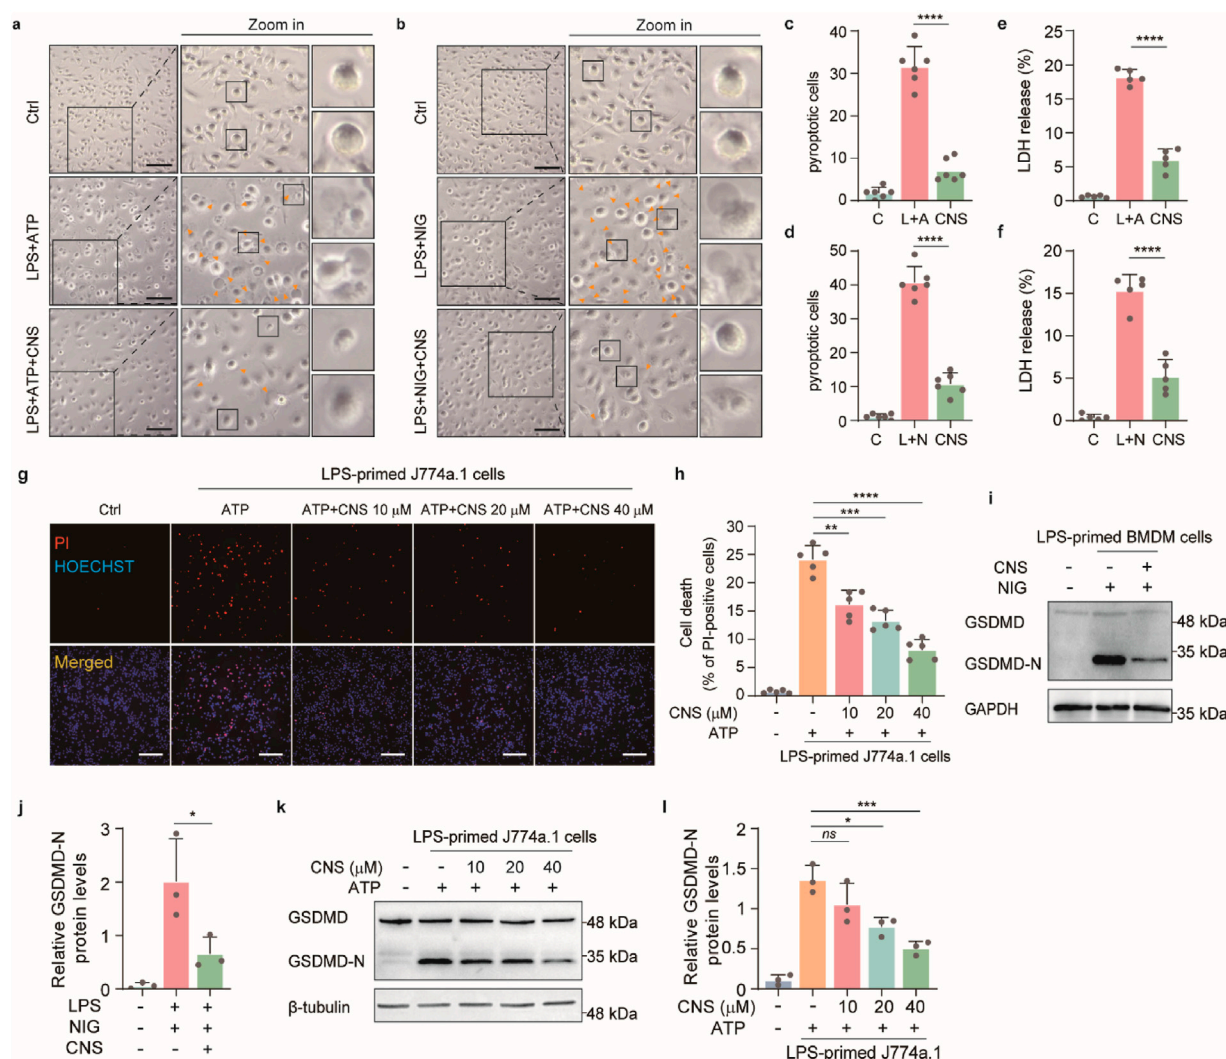 a
Zoom in
Ctrl
LPS+ATP
LPS+ATP+CNS
b
Zoom in
LPS+NIG
LPS+NIG+CNS
c
pyroptotic cells
40
30
20
10
0
****
C L+A CNS
d
pyroptotic cells
60
40
20
0
****
C L+N CNS
e
LDH release (%)
25
20
15
10
5
0
****
C L+A CNS
f
LDH release (%)
20
15
10
5
0
****
C L+N CNS
g
LPS-primed J774a.1 cells
Ctrl ATP ATP+CNS 10 μM ATP+CNS 20 μM ATP+CNS 40 μM
PI
HOECHST
Merged
h
Cell death
(% of PI-positive cells)
30
25
20
15
10
5
0
****
***
**
CNS (μM) - - 10 20 40
ATP - + + + +
LPS-primed J774a.1 cells
i
LPS-primed BMDM cells
CNS - - +
NIG - + +
GSDMD
48 kDa
GSDMD-N
35 kDa
GAPDH
35 kDa
j
Relative GSDMD-N
protein levels
3
2
1
0
*
LPS - + +
NIG - + +
CNS - - +
k
LPS-primed J774a.1 cells
CNS (μM) - - 10 20 40
ATP - + + + +
GSDMD
48 kDa
GSDMD-N
35 kDa
β-tubulin
48 kDa
l
Relative GSDMD-N
protein levels
2
1.5
1
0.5
0
***
*
ns
CNS (μM) - - 10 20 40
ATP - + + + +
LPS-primed J774a.1